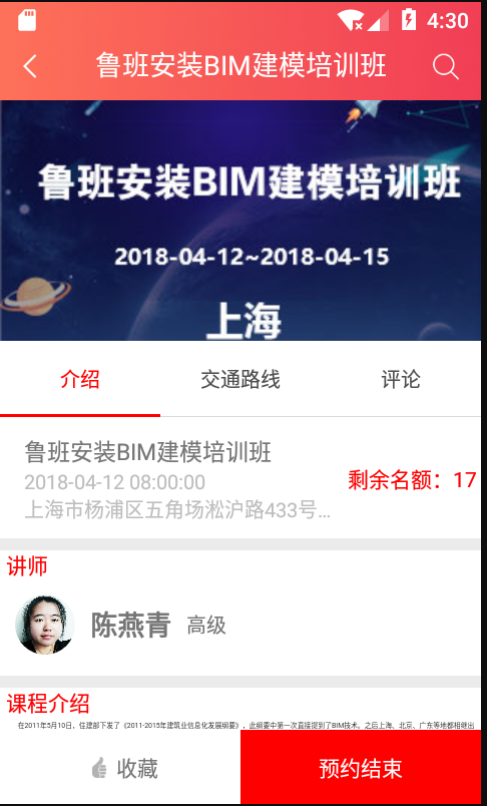 4:30
鲁班安装BIM建模培训班
鲁班安装BIM建模培训班
2018-04-12~2018-04-15
上海
介绍
交通路线
评论
鲁班安装BIM建模培训班
2018-04-12 08:00:00
剩余名额：17
上海市杨浦区五角场淞沪路433号…
讲师
陈燕青 高级
课程介绍
在2011年5月10日，住建部下发了《2011-2015年建筑业信息化发展纲要》，此纲要中第一次直接提到了BIM技术。之后上海、北京、广东等地都相继出
收藏
预约结束